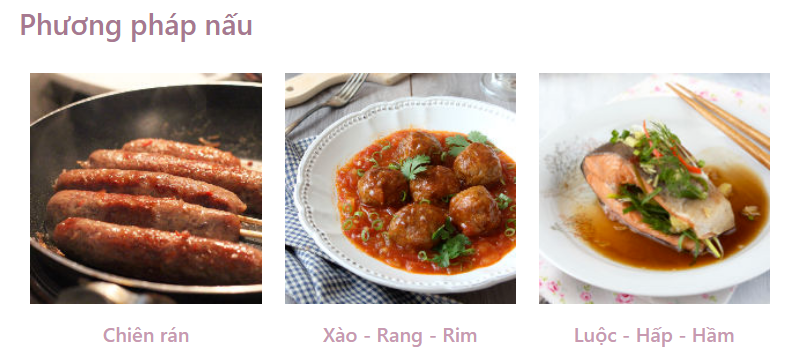 Phương pháp nấu
Chiên rán
Xào - Rang - Rim
Luộc - Hấp - Hầm